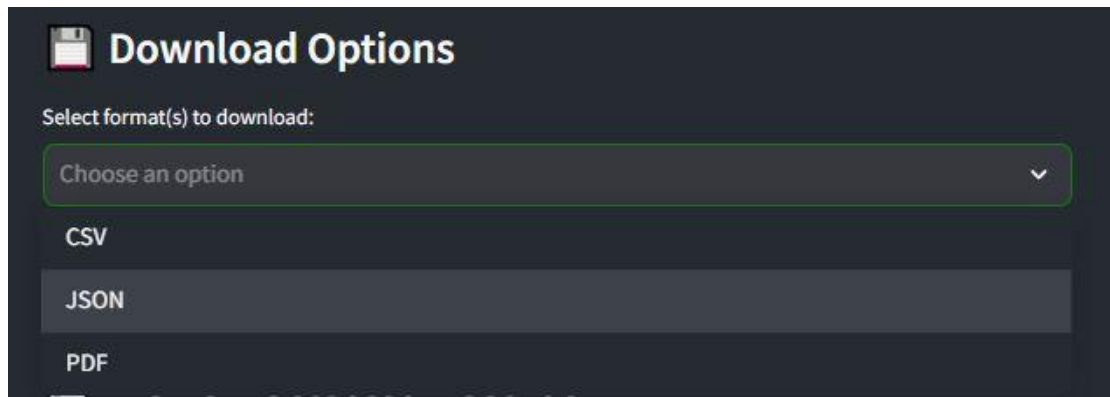 Download Options
Select format(s) to download:
Choose an option
CSV
JSON
PDF